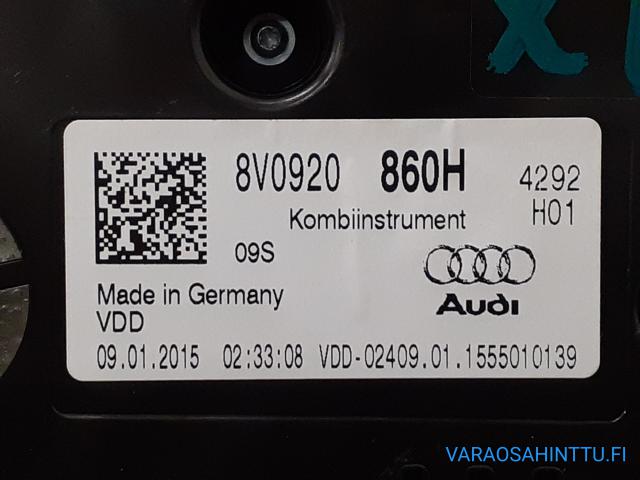 8V0920 860H 4292
Kombiinstrument H01
09S
Audi
Made in Germany
VDD
09.01.2015 02:33:08 VDD-02409.01.1555010139
VARAOSAHINTTU.FI